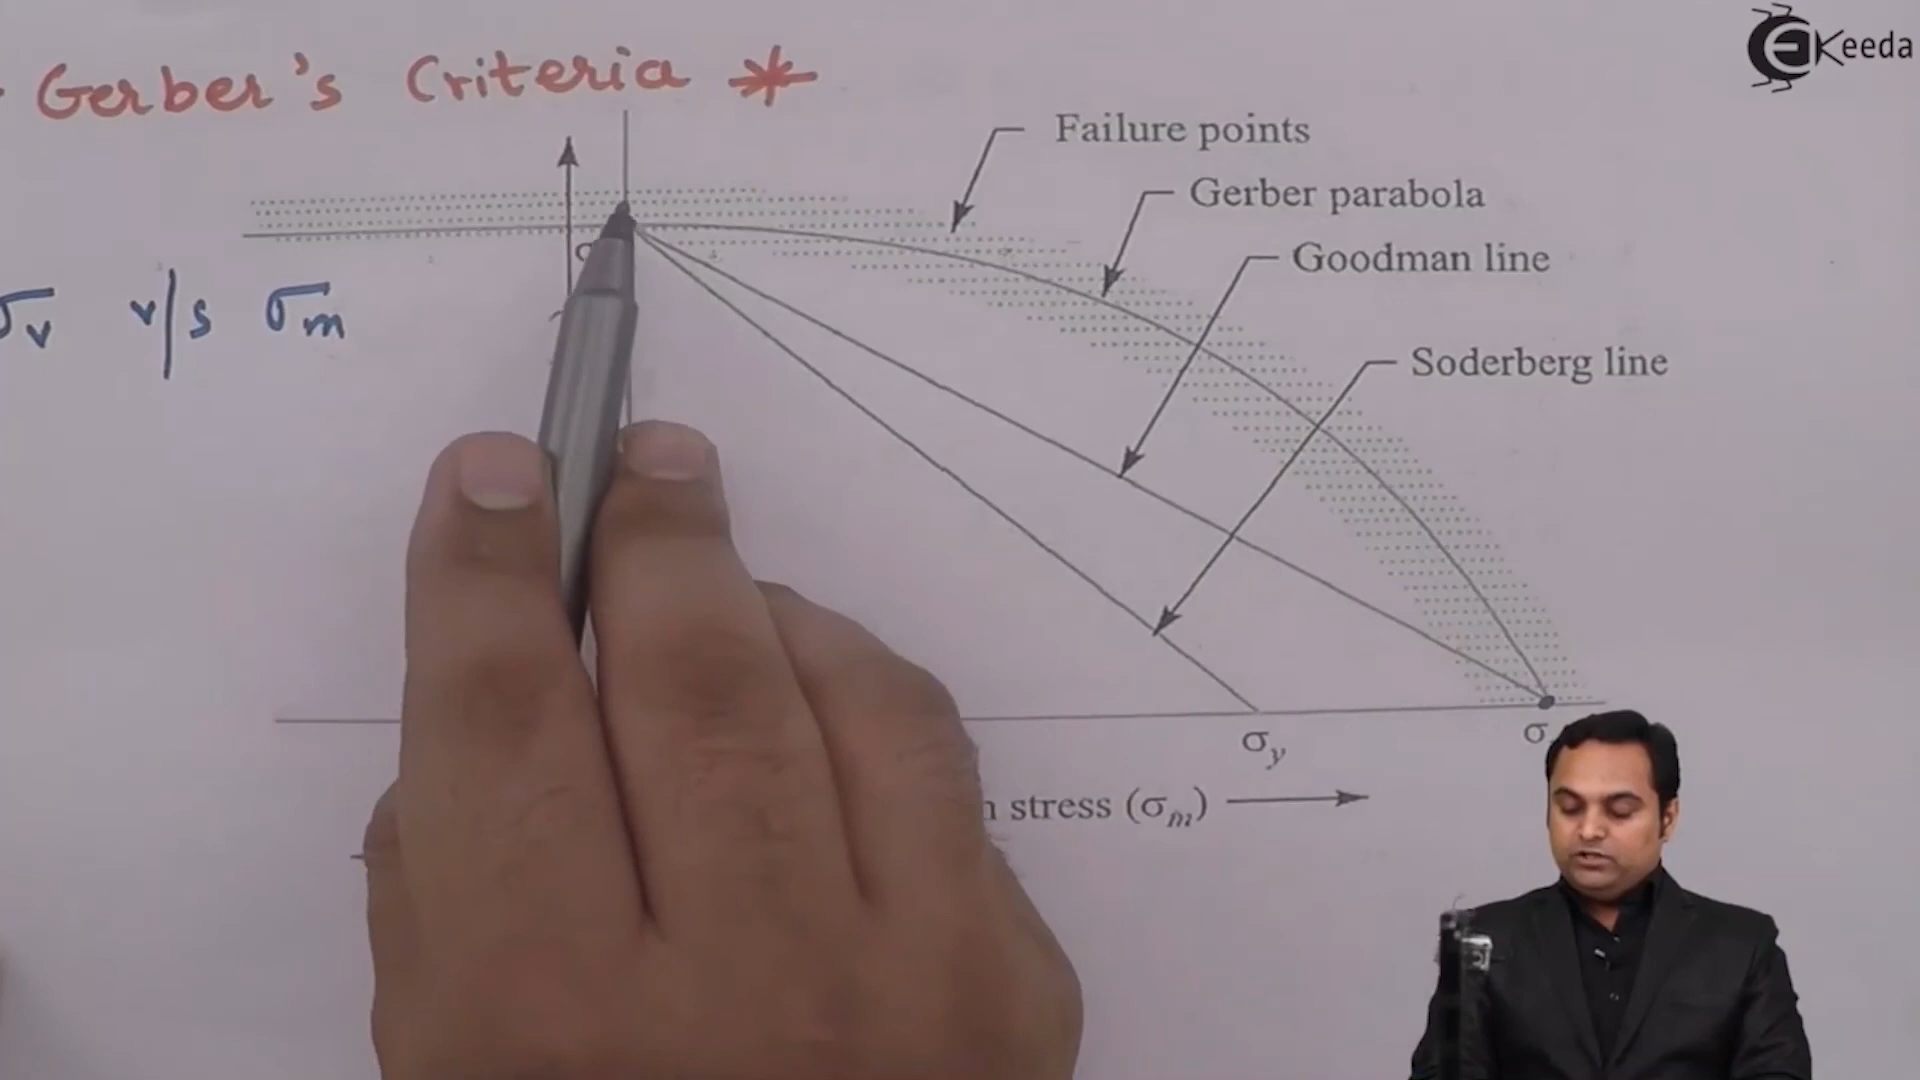 Gerber's Criteria *
Keeda
Failure points
Gerber parabola
Goodman line
Soderberg line
σv v/s σm
σy
σ
stress (σm)